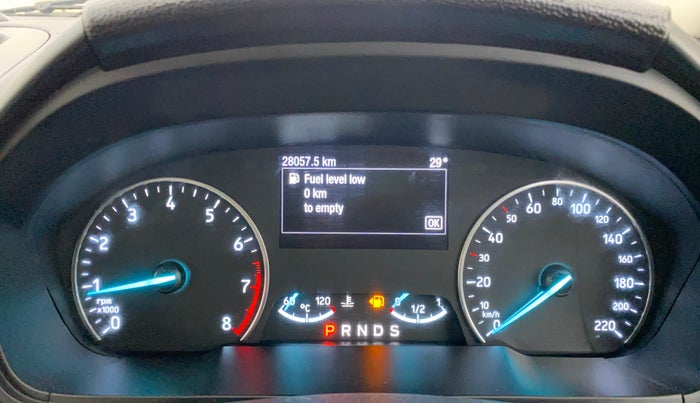 28057.5 km 29°
Fuel level low
0 km
to empty
OK
0 1 2 3 4 5 6 7 8
rpm
x1000
0 10 20 30 40 50 60 80 100 120 140 160 180 200 220
km/h
60 °C 120
0 1/2 1
P R N D S